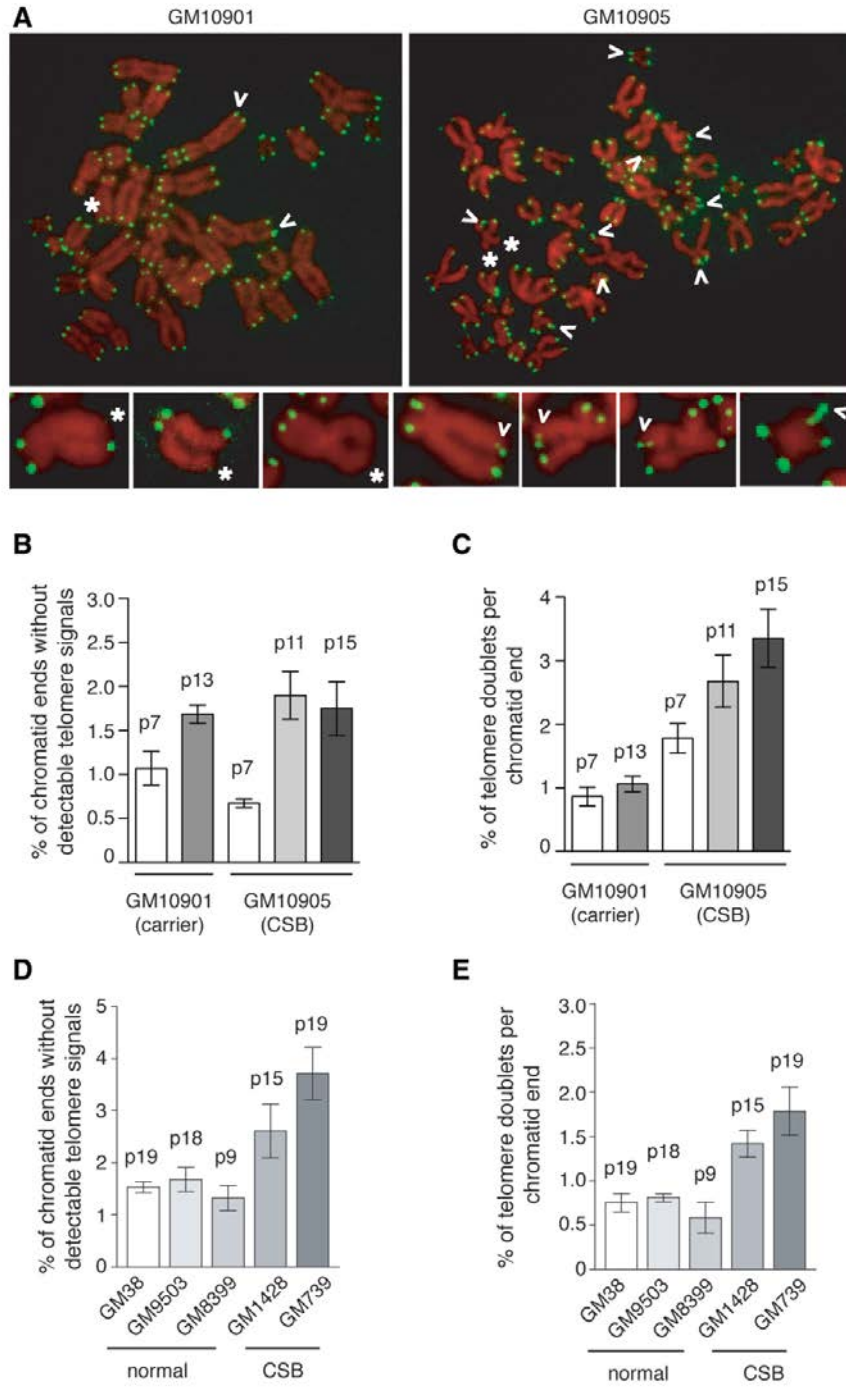 A
GM10901
GM10905
v
<
*
>
<
>
<
>
<
*
*
v
v
<
*
*
*
v
v
v
<
B
% of chromatid ends without
detectable telomere signals
3.0
2.5
2.0
1.5
1.0
0.5
0
p7
p13
p7
p11
p15
GM10901
(carrier)
GM10905
(CSB)
C
% of telomere doublets per
chromatid end
4
3
2
1
0
p7
p13
p7
p11
p15
GM10901
(carrier)
GM10905
(CSB)
D
% of chromatid ends without
detectable telomere signals
5
4
3
2
1
0
p19
p18
p9
p15
p19
GM38
GM9503
GM8399
GM1428
GM739
normal
CSB
E
% of telomere doublets per
chromatid end
3.0
2.5
2.0
1.5
1.0
0.5
0
p19
p18
p9
p15
p19
GM38
GM9503
GM8399
GM1428
GM739
normal
CSB